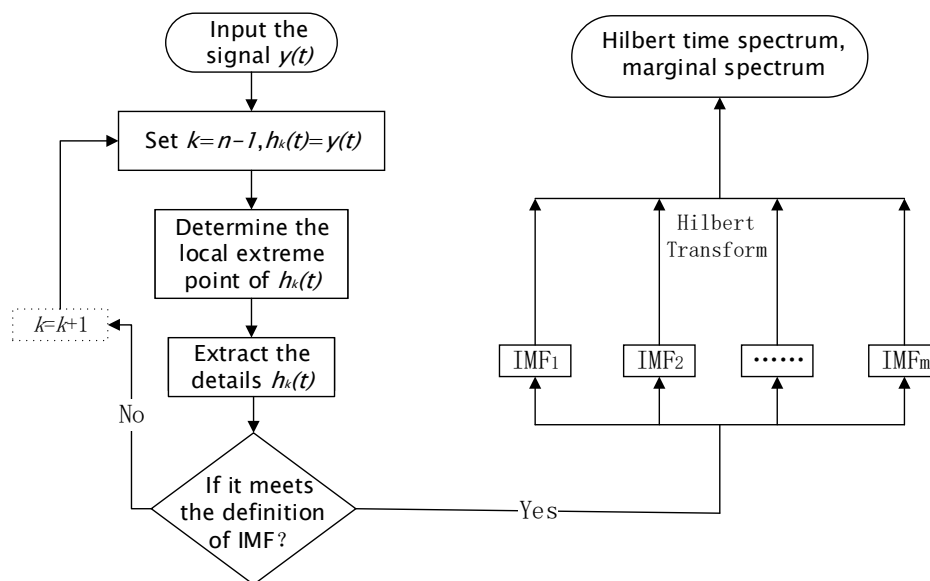 Input the
signal y(t)
Set k=n-1,hₖ(t)=y(t)
Determine the
local extreme
point of hₖ(t)
k=k+1
Extract the
details hₖ(t)
No
If it meets
the definition
of IMF?
Yes
Hilbert time spectrum,
marginal spectrum
Hilbert
Transform
IMF₁
IMF₂
……
IMFm